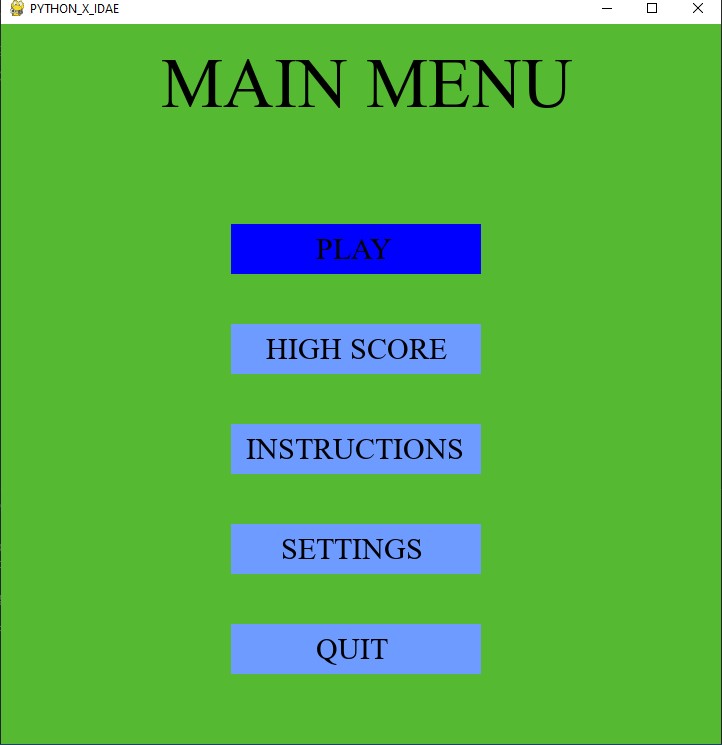 PYTHON_X_IDAE
MAIN MENU
PLAY
HIGH SCORE
INSTRUCTIONS
SETTINGS
QUIT